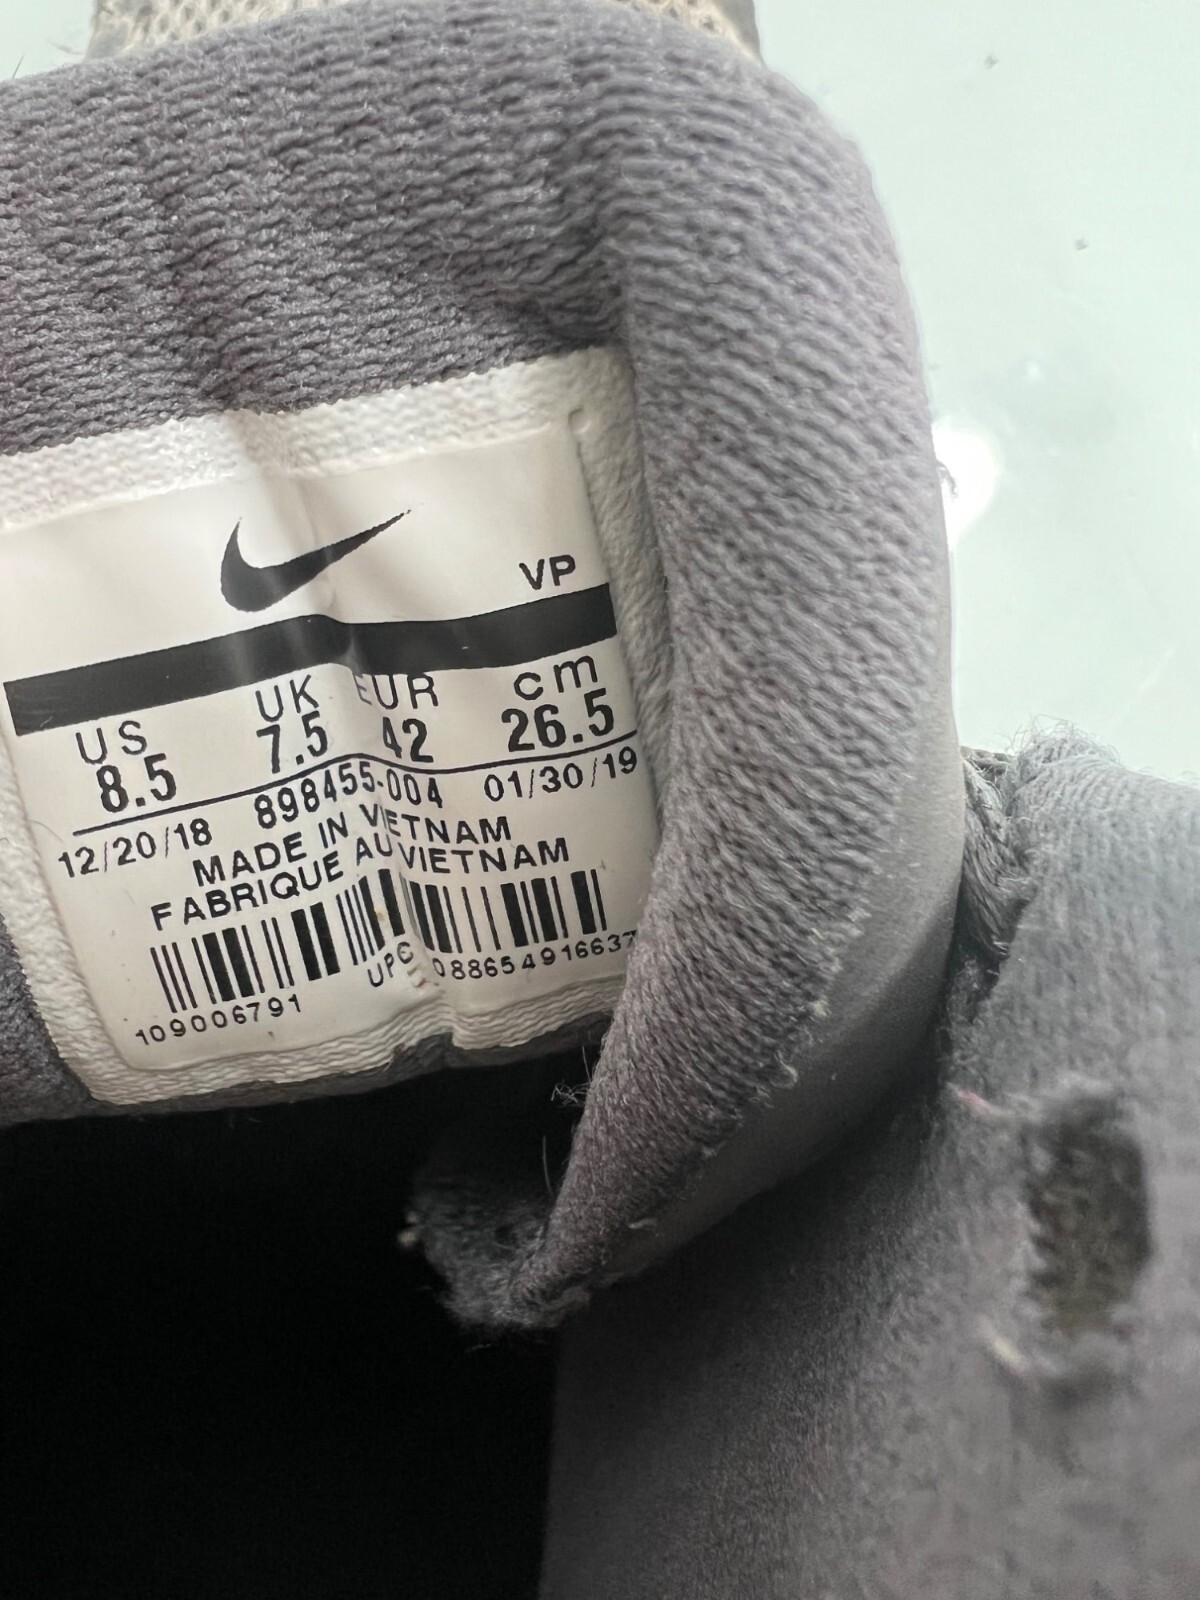 VP
US UK EUR cm
8.5 7.5 42 26.5
12/20/18 898455-004 01/30/19
MADE IN VIETNAM
FABRIQUE AU VIETNAM
109006791 UPC 088654916637